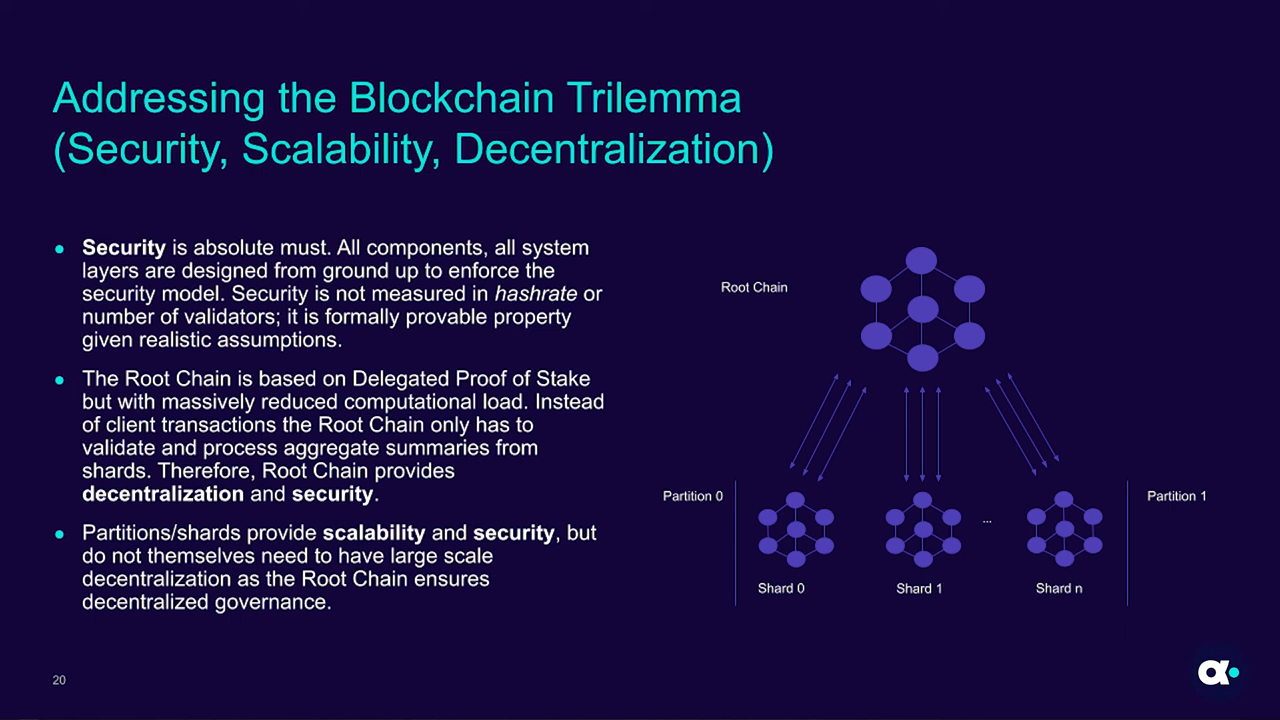 Addressing the Blockchain Trilemma
(Security, Scalability, Decentralization)
● Security is absolute must. All components, all system
layers are designed from ground up to enforce the
security model. Security is not measured in hashrate or
number of validators; it is formally provable property
given realistic assumptions.
● The Root Chain is based on Delegated Proof of Stake
but with massively reduced computational load. Instead
of client transactions the Root Chain only has to
validate and process aggregate summaries from
shards. Therefore, Root Chain provides
decentralization and security.
● Partitions/shards provide scalability and security, but
do not themselves need to have large scale
decentralization as the Root Chain ensures
decentralized governance.
Root Chain
Partition 0
Partition 1
...
Shard 0
Shard 1
Shard n
20
α